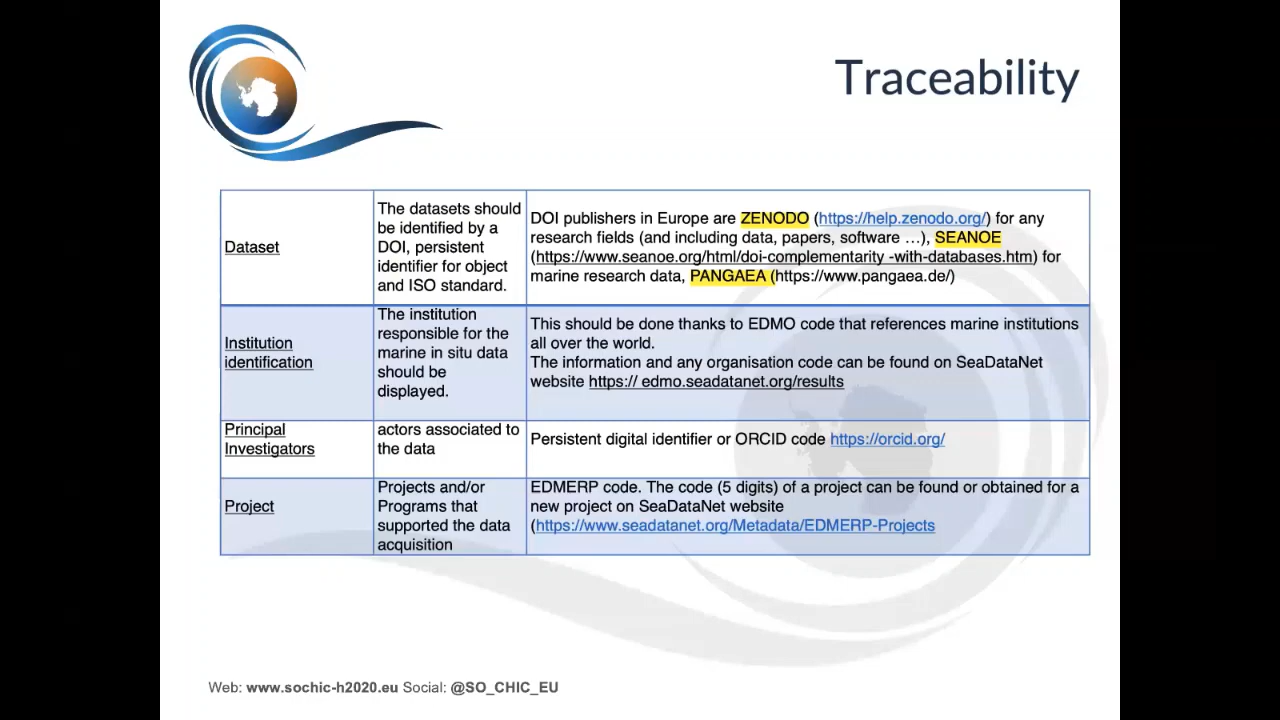 Traceability
Dataset
The datasets should
be identified by a
DOI, persistent
identifier for object
and ISO standard.
DOI publishers in Europe are ZENODO (https://help.zenodo.org/) for any
research fields (and including data, papers, software ...), SEANOE
(https://www.seanoe.org/html/doi-complementarity -with-databases.htm) for
marine research data, PANGAEA (https://www.pangaea.de/)
Institution
identification
The institution
responsible for the
marine in situ data
should be
displayed.
This should be done thanks to EDMO code that references marine institutions
all over the world.
The information and any organisation code can be found on SeaDataNet
website https:// edmo.seadatanet.org/results
Principal
Investigators
actors associated to
the data
Persistent digital identifier or ORCID code https://orcid.org/
Project
Projects and/or
Programs that
supported the data
acquisition
EDMERP code. The code (5 digits) of a project can be found or obtained for a
new project on SeaDataNet website
(https://www.seadatanet.org/Metadata/EDMERP-Projects
Web: www.sochic-h2020.eu Social: @SO_CHIC_EU